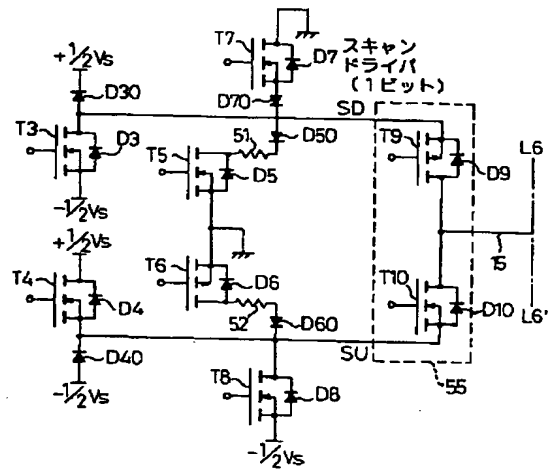 T7
D7
スキャン
ドライバ
(1ビット)
+1/2Vs
D30
D70
SD
T3
D3
51
D50
T9
L6
T5
D5
D9
-1/2Vs
+1/2Vs
15
T6
D6
T10
T4
D4
52
D60
D10
L6'
D40
SU
55
T8
D8
-1/2Vs
-1/2Vs